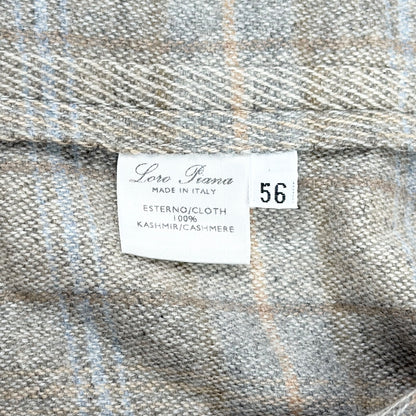 Loro Piana
MADE IN ITALY
56
ESTERNO/CLOTH
100%
KASHMIR/CASHMERE